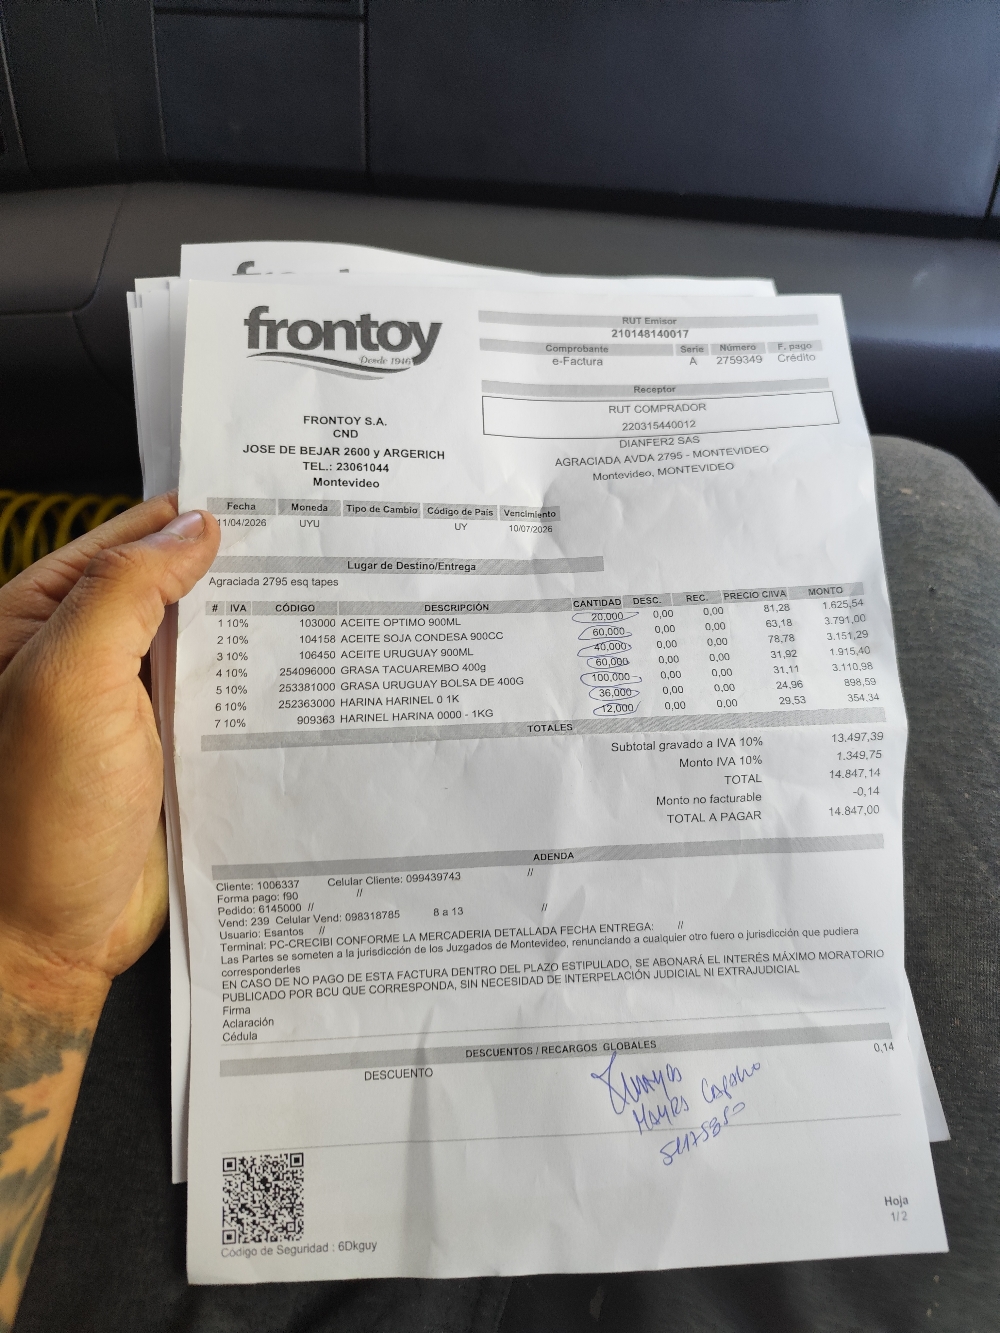 frontoy
frontoy
Desde 1946
RUT Emisor
210148140017
Comprobante Serie Número F. pago
e-Factura A 2759349 Crédito
Receptor
RUT COMPRADOR
220315440012
DIANFER2 SAS
AGRACIADA AVDA 2795 - MONTEVIDEO
Montevideo, MONTEVIDEO
FRONTOY S.A.
CND
JOSE DE BEJAR 2600 y ARGERICH
TEL.: 23061044
Montevideo
Fecha Moneda Tipo de Cambio Código de País Vencimiento
11/04/2026 UYU UY 10/07/2026
Lugar de Destino/Entrega
Agraciada 2795 esq tapes
# IVA CÓDIGO DESCRIPCIÓN CANTIDAD DESC. REC. PRECIO C/IVA MONTO
1 10% 103000 ACEITE OPTIMO 900ML 20,000 0,00 0,00 81,28 1.625,54
2 10% 104158 ACEITE SOJA CONDESA 900CC 60,000 0,00 0,00 63,18 3.791,00
3 10% 106450 ACEITE URUGUAY 900ML 40,000 0,00 0,00 78,78 3.151,29
4 10% 254096000 GRASA TACUAREMBO 400g 60,000 0,00 0,00 31,92 1.915,40
5 10% 253381000 GRASA URUGUAY BOLSA DE 400G 100,000 0,00 0,00 31,11 3.110,98
6 10% 252363000 HARINA HARINEL 0 1K 36,000 0,00 0,00 24,96 898,59
7 10% 909363 HARINEL HARINA 0000 - 1KG 12,000 0,00 0,00 29,53 354,34
TOTALES
Subtotal gravado a IVA 10% 13.497,39
Monto IVA 10% 1.349,75
TOTAL 14.847,14
Monto no facturable -0,14
TOTAL A PAGAR 14.847,00
ADENDA
Cliente: 1006337 Celular Cliente: 099439743 //
Forma pago: f90 //
Pedido: 6145000 //
Vend: 239 Celular Vend: 098318785 8 a 13 //
Usuario: Esantos //
Terminal: PC-CRECIBI CONFORME LA MERCADERIA DETALLADA FECHA ENTREGA: //
Las Partes se someten a la jurisdicción de los Juzgados de Montevideo, renunciando a cualquier otro fuero o jurisdicción que pudiera
corresponderles
EN CASO DE NO PAGO DE ESTA FACTURA DENTRO DEL PLAZO ESTIPULADO, SE ABONARÁ EL INTERÉS MÁXIMO MORATORIO
PUBLICADO POR BCU QUE CORRESPONDA, SIN NECESIDAD DE INTERPELACIÓN JUDICIAL NI EXTRAJUDICIAL
Firma
Aclaración
Cédula
DESCUENTOS / RECARGOS GLOBALES
DESCUENTO 0,14
Código de Seguridad : 6Dkguy
Hoja
1/2